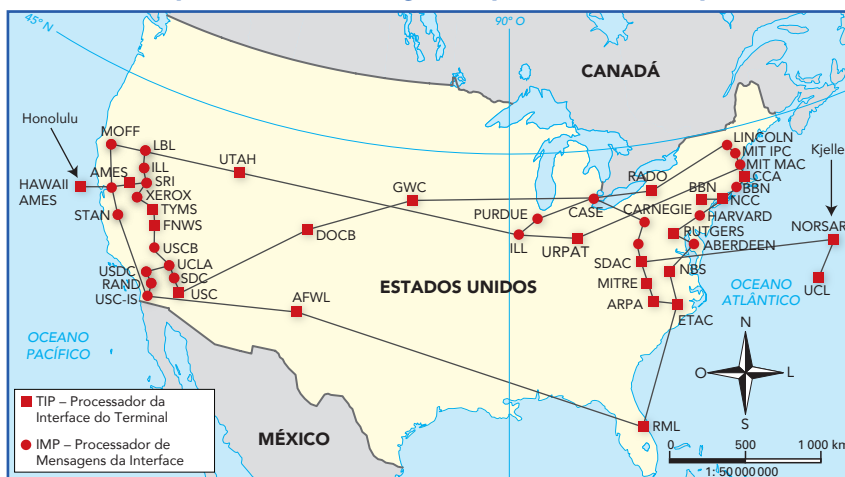 45° N
90° O
CANADÁ
Honolulu
MOFF
LBL
ILL
SRI
AMES
HAWAII
AMES
XEROX
STAN
TYMS
FNWS
USCB
UCLA
USDC
RAND
SDC
USC-IS
USC
UTAH
GWC
DOCB
AFWL
PURDUE
ILL
URPAT
CASE
RADO
CARNEGIE
LINCOLN
MIT IPC
MIT MAC
CCA
BBN
BBN
NCC
HARVARD
RUTGERS
ABERDEEN
SDAC
NBS
MITRE
ARPA
ETAC
RML
Kjelle
NORSAR
UCL
ESTADOS UNIDOS
MÉXICO
OCEANO
PACÍFICO
OCEANO
ATLÂNTICO
N
O
L
S
TIP – Processador da
Interface do Terminal
IMP – Processador de
Mensagens da Interface
0 500 1 000 km
1: 50 000 000